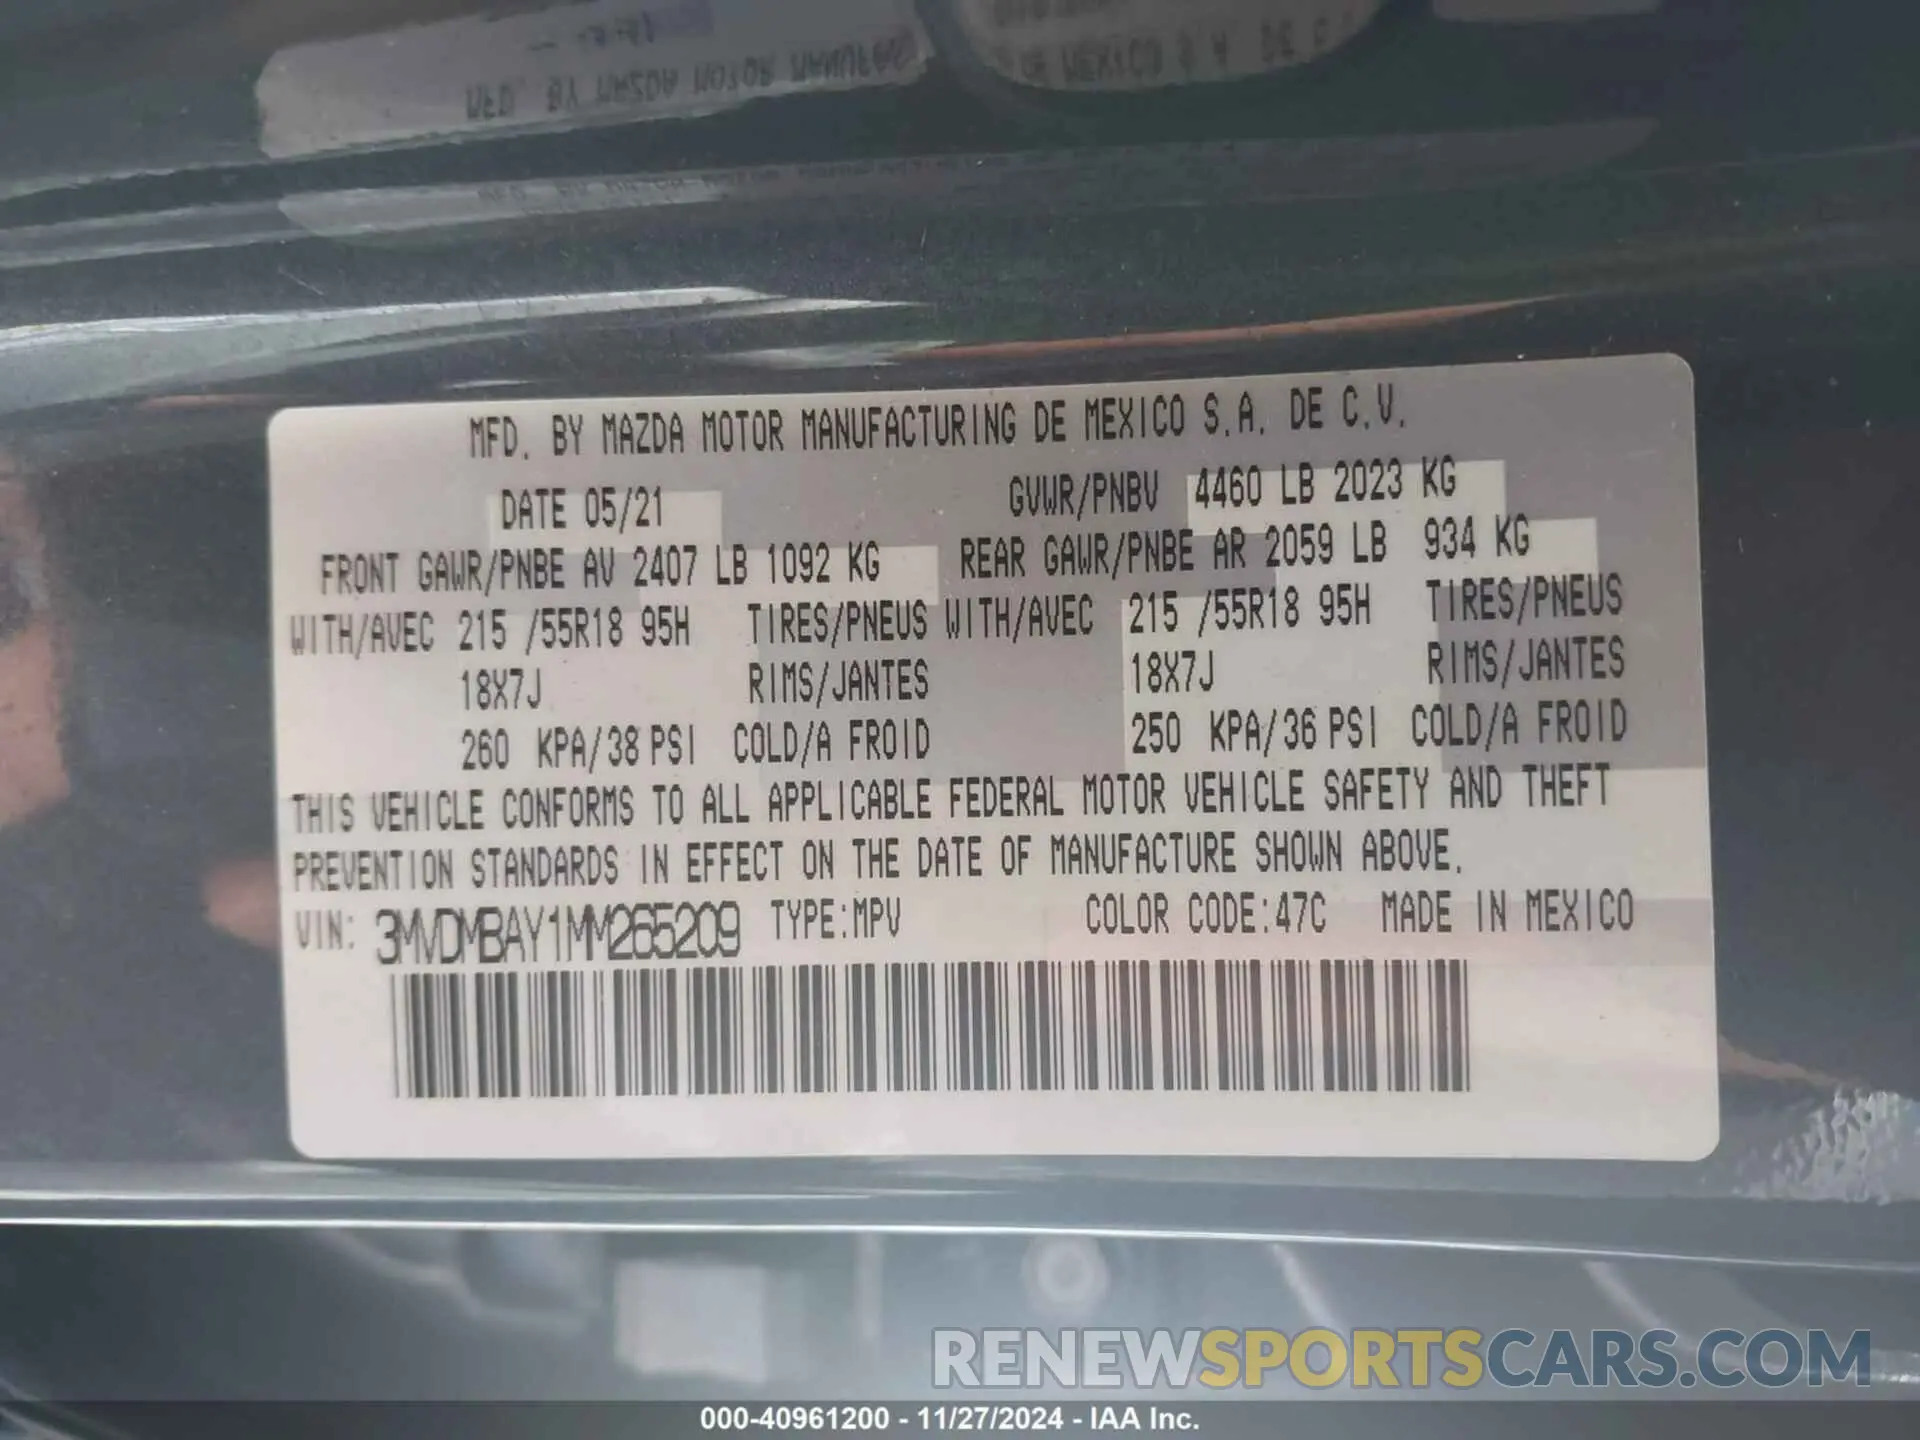 MFD. BY MAZDA MOTOR MANUFACTURING DE MEXICO S.A. DE C.V.
DATE 05/21 GVWR/PNBV 4460 LB 2023 KG
FRONT GAWR/PNBE AV 2407 LB 1092 KG REAR GAWR/PNBE AR 2059 LB 934 KG
WITH/AVEC 215 /55R18 95H TIRES/PNEUS WITH/AVEC 215 /55R18 95H TIRES/PNEUS
18X7J RIMS/JANTES 18X7J RIMS/JANTES
260 KPA/38 PSI COLD/A FROID 250 KPA/36 PSI COLD/A FROID
THIS VEHICLE CONFORMS TO ALL APPLICABLE FEDERAL MOTOR VEHICLE SAFETY AND THEFT
PREVENTION STANDARDS IN EFFECT ON THE DATE OF MANUFACTURE SHOWN ABOVE.
VIN: 3MVDMBAY1MM265209 TYPE:MPV COLOR CODE:47C MADE IN MEXICO
RENEWSPORTSCARS.COM
000-40961200 - 11/27/2024 - IAA Inc.